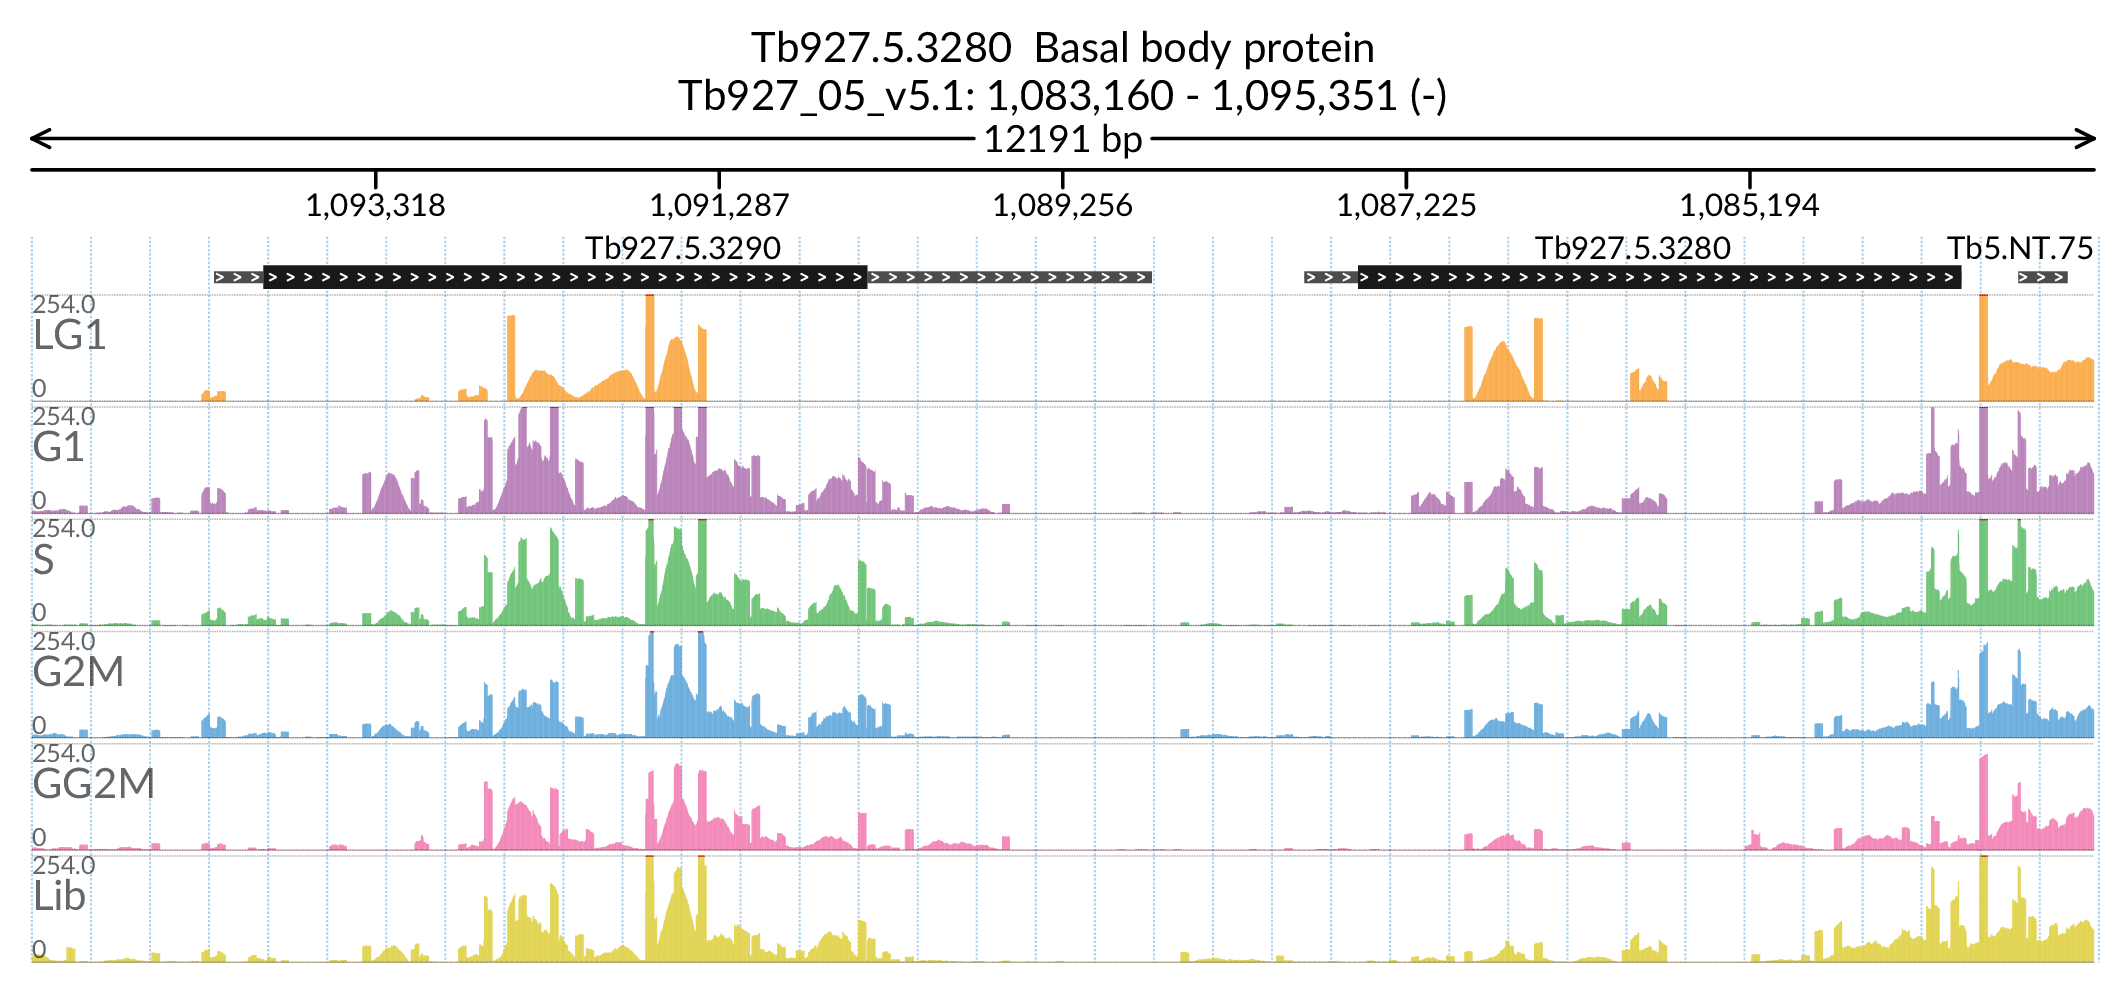 Tb927.5.3280  Basal body protein
Tb927_05_v5.1: 1,083,160 - 1,095,351 (-)
12191 bp
1,093,318 1,091,287 1,089,256 1,087,225 1,085,194
Tb927.5.3290 Tb927.5.3280 Tb5.NT.75
254.0
LG1
0
254.0
G1
0
254.0
S
0
254.0
G2M
0
254.0
GG2M
0
254.0
Lib
0